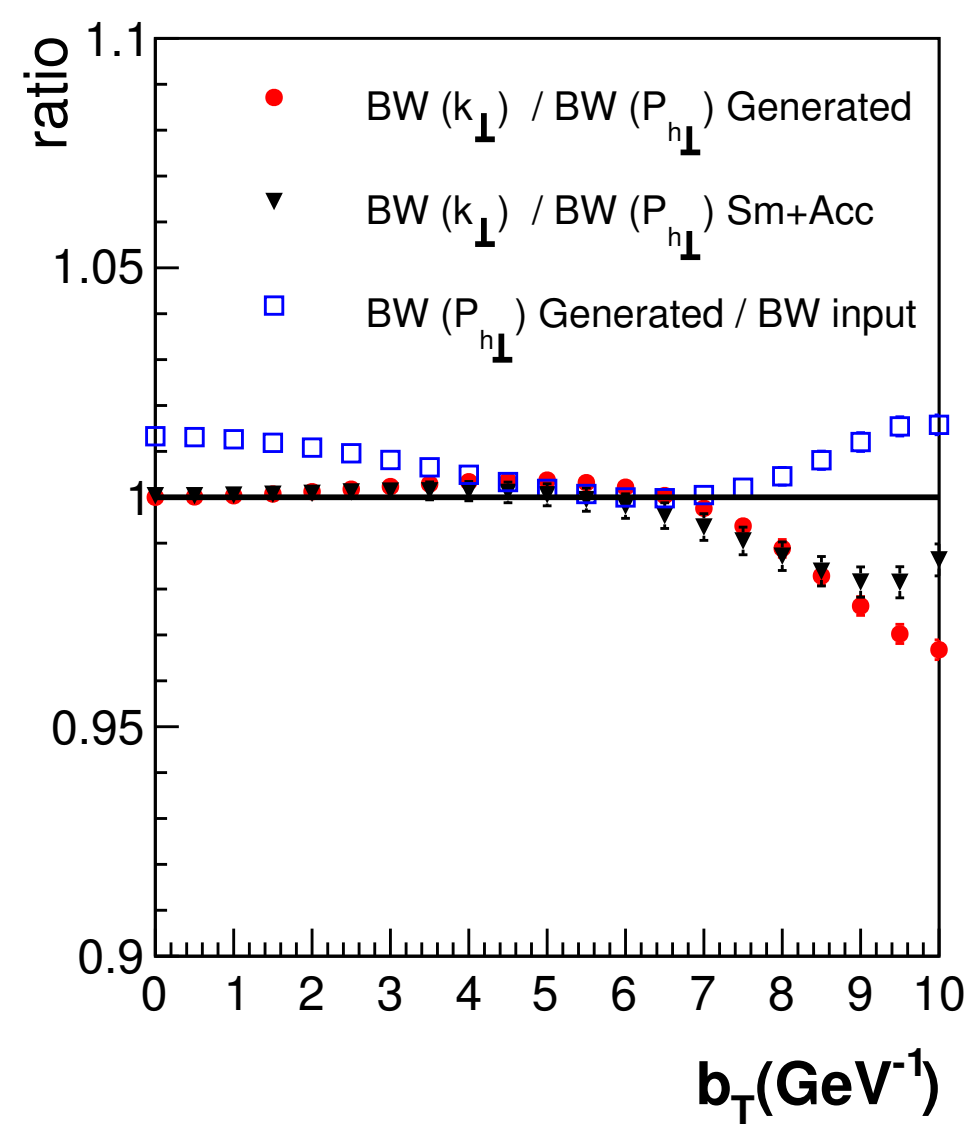 ratio
1.1
BW (k⊥) / BW (Ph⊥) Generated
BW (k⊥) / BW (Ph⊥) Sm+Acc
1.05
BW (Ph⊥) Generated / BW input
1
0.95
0.9
0 1 2 3 4 5 6 7 8 9 10
bT(GeV-1)